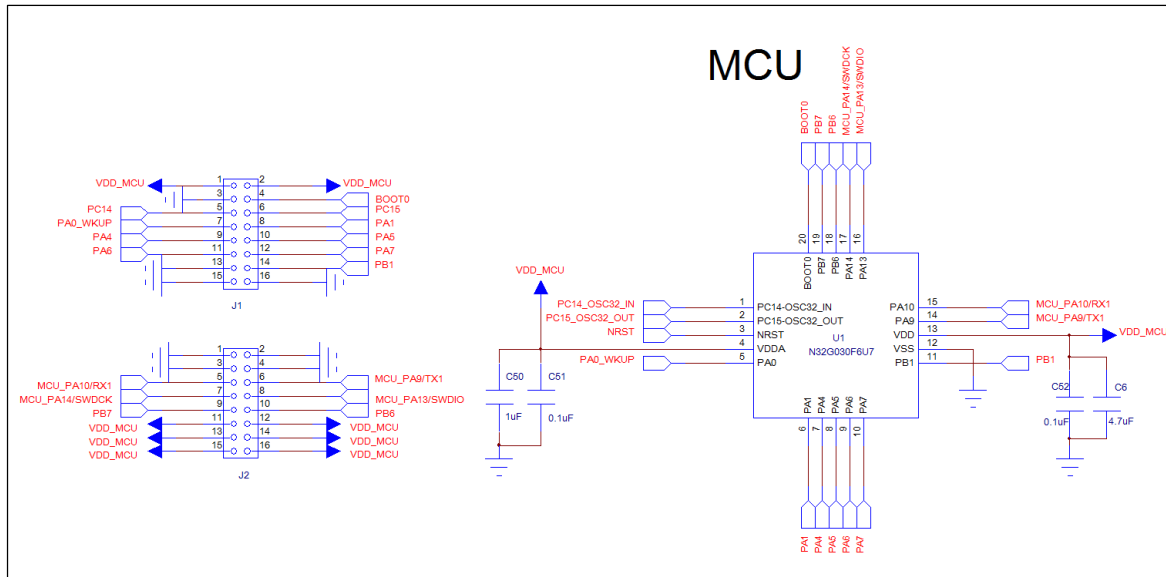 MCU
BOOT0
PB7
PB6
MCU_PA14/SWDCK
MCU_PA13/SWDIO
VDD_MCU 1 2 VDD_MCU
3 4 BOOT0
PC14 5 6 PC15
PA0_WKUP 7 8 PA1
PA4 9 10 PA5
PA6 11 12 PA7
13 14 PB1
15 16
J1
1 2
3 4
MCU_PA10/RX1 5 6 MCU_PA9/TX1
MCU_PA14/SWDCK 7 8 MCU_PA13/SWDIO
PB7 9 10 PB6
VDD_MCU 11 12 VDD_MCU
VDD_MCU 13 14 VDD_MCU
VDD_MCU 15 16 VDD_MCU
J2
VDD_MCU
C50
1uF
C51
0.1uF
20 19 18 17 16
BOOT0 PB7 PB6 PA14 PA13
PC14_OSC32_IN 1 PC14-OSC32_IN
PC15_OSC32_OUT 2 PC15-OSC32_OUT
NRST 3 NRST
4 VDDA
PA0_WKUP 5 PA0
U1
N32G030F6U7
PA10 15 MCU_PA10/RX1
PA9 14 MCU_PA9/TX1
VDD 13 VDD_MCU
VSS 12
PB1 11 PB1
PA1 PA4 PA5 PA6 PA7
6 7 8 9 10
PA1
PA4
PA5
PA6
PA7
C52
0.1uF
C6
4.7uF